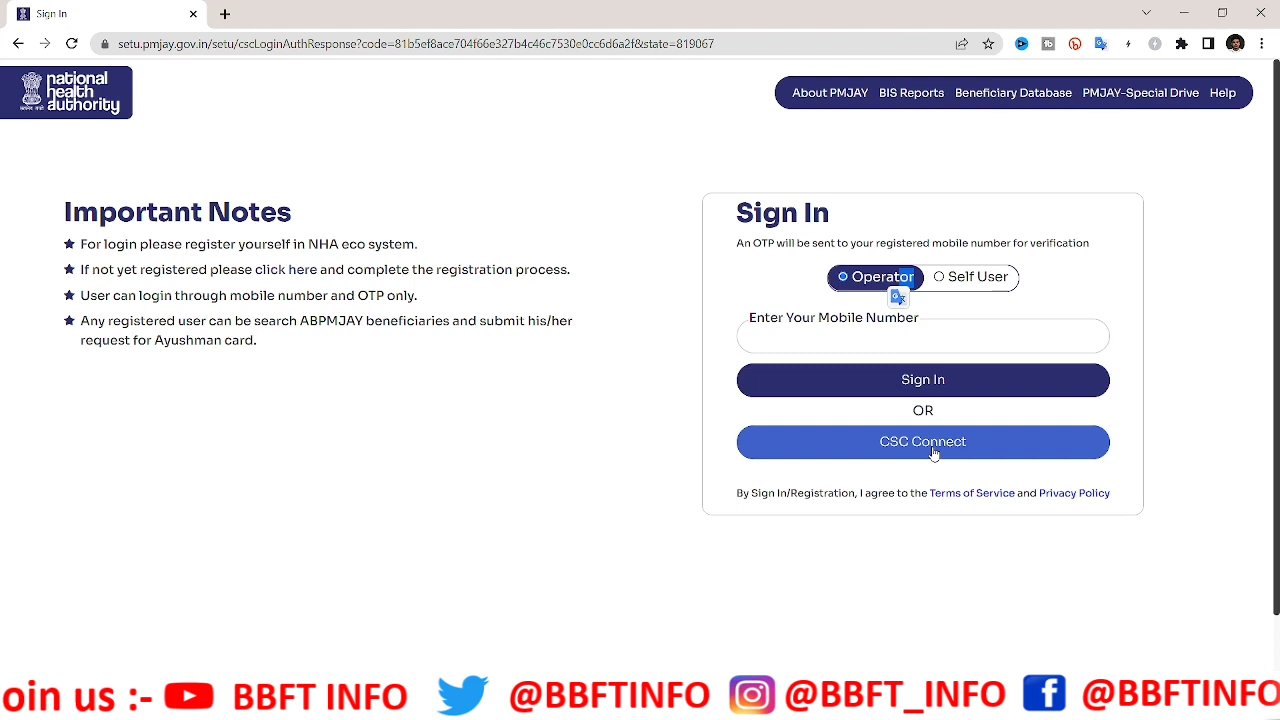 Sign In
setu.pmjay.gov.in/setu/cscLoginAuthResponse?code=81b5ef8ace704f66e327b4c5c7530e0cc6d6a2f&state=819067
national
health
authority
About PMJAY BIS Reports Beneficiary Database PMJAY-Special Drive Help
Important Notes
For login please register yourself in NHA eco system.
If not yet registered please click here and complete the registration process.
User can login through mobile number and OTP only.
Any registered user can be search ABPMJAY beneficiaries and submit his/her
request for Ayushman card.
Sign In
An OTP will be sent to your registered mobile number for verification
Operator Self User
Enter Your Mobile Number
Sign In
OR
CSC Connect
By Sign In/Registration, I agree to the Terms of Service and Privacy Policy
oin us :- BBFT INFO @BBFTINFO @BBFT_INFO @BBFTINFO